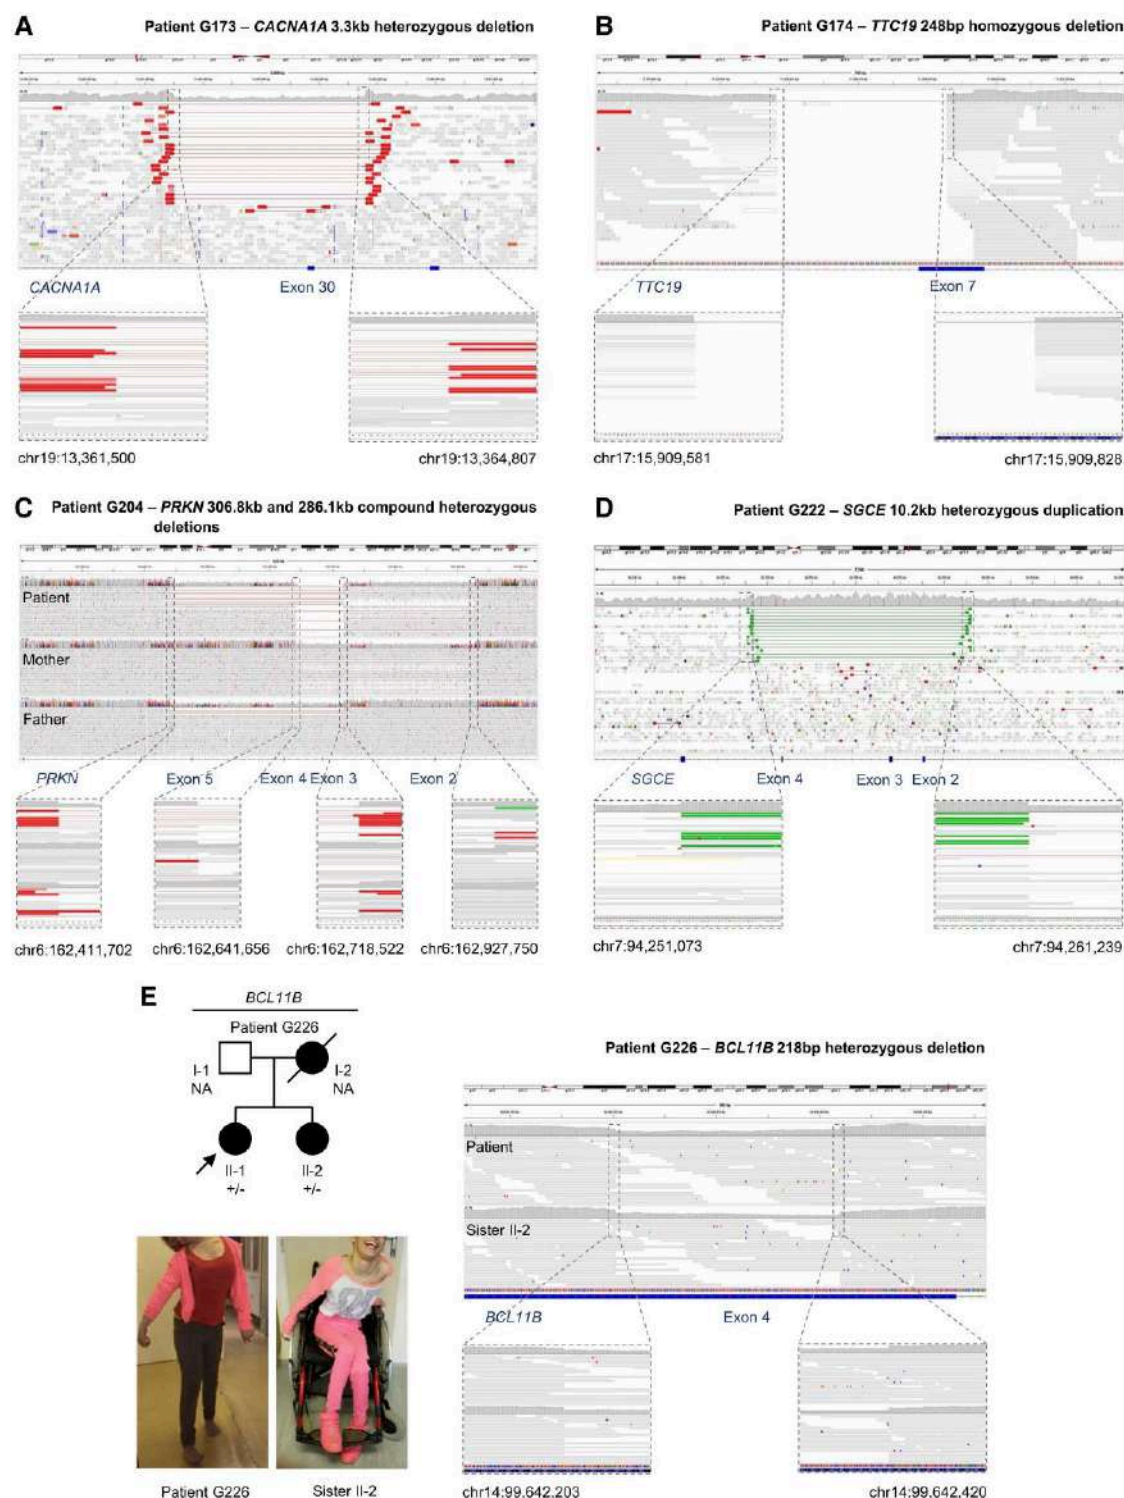 A
Patient G173 – CACNA1A 3.3kb heterozygous deletion
CACNA1A
Exon 30
chr19:13,361,500
chr19:13,364,807
B
Patient G174 – TTC19 248bp homozygous deletion
TTC19
Exon 7
chr17:15,909,581
chr17:15,909,828
C
Patient G204 – PRKN 306.8kb and 286.1kb compound heterozygous
deletions
Patient
Mother
Father
PRKN
Exon 5
Exon 4
Exon 3
Exon 2
chr6:162,411,702
chr6:162,641,656
chr6:162,718,522
chr6:162,927,750
D
Patient G222 – SGCE 10.2kb heterozygous duplication
SGCE
Exon 4
Exon 3
Exon 2
chr7:94,251,073
chr7:94,261,239
E
BCL11B
Patient G226
I-1
NA
I-2
NA
II-1
+/-
II-2
+/-
Patient G226
Sister II-2
Patient G226 – BCL11B 218bp heterozygous deletion
Patient
Sister II-2
BCL11B
Exon 4
chr14:99.642.203
chr14:99.642,420